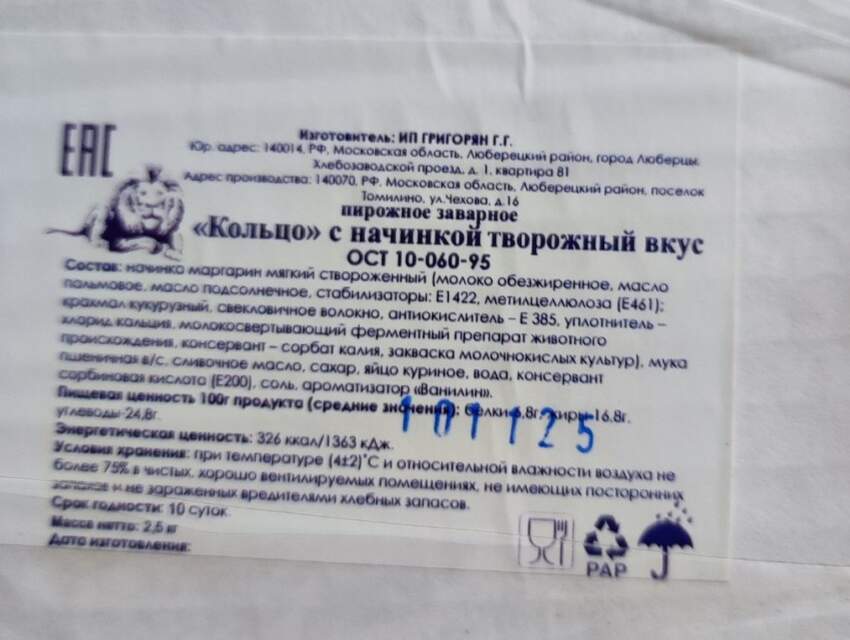 ЕАС
Изготовитель: ИП ГРИГОРЯН Г.Г.
Юр. адрес: 140014, РФ, Московская область, Люберецкий район, город Люберцы,
Хлебозаводской проезд, д. 1, квартира 81
Адрес производства: 140070, РФ, Московская область, Люберецкий район, поселок
Томилино, ул.Чехова, д.16
пирожное заварное
«Кольцо» с начинкой творожный вкус
ОСТ 10-060-95
Состав: начинка маргарин мягкий створоженный (молоко обезжиренное, масло
пальмовое, масло подсолнечное, стабилизаторы: Е1422, метилцеллюлоза (Е461);
крахмал кукурузный, свекловичное волокно, антиокислитель – Е 385, уплотнитель –
хлорид кальция, молокосвертывающий ферментный препарат животного
происхождения, консервант – сорбат калия, закваска молочнокислых культур), мука
пшеничная в/с, сливочное масло, сахар, яйцо куриное, вода, консервант
сорбиновая кислота (Е200), соль, ароматизатор «Ванилин».
Пищевая ценность 100г продукта (средние значения): белки-6,8г, жиры-16,8г.
углеводы-24,8г.
101125
Энергетическая ценность: 326 ккал/1363 кДж.
Условия хранения: при температуре (4±2)˚С и относительной влажности воздуха не
более 75% в чистых, хорошо вентилируемых помещениях, не имеющих посторонних
запахов и не зараженных вредителями хлебных запасов.
Срок годности: 10 суток.
Масса нетто: 2,5 кг
Дата изготовления:
PAP